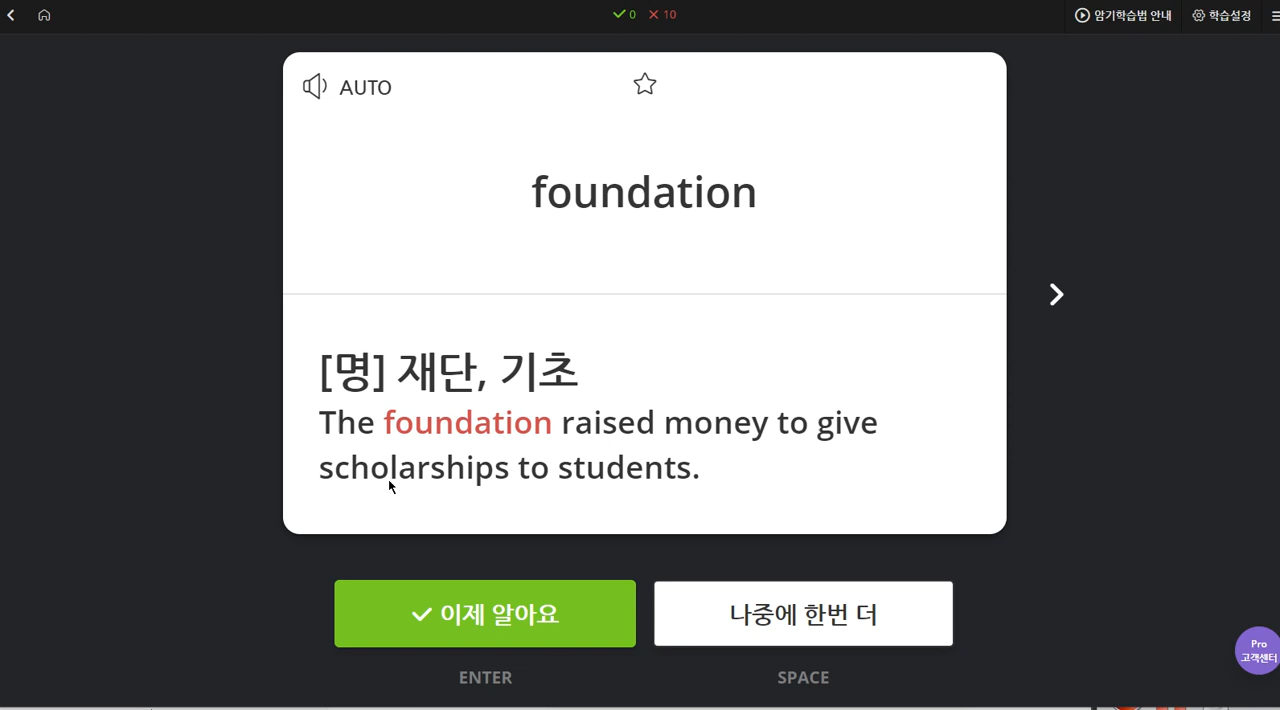 0 10 암기학습법 안내 학습설정
AUTO
foundation
[명] 재단, 기초
The foundation raised money to give
scholarships to students.
이제 알아요 나중에 한번 더
Pro
고객센터
ENTER SPACE